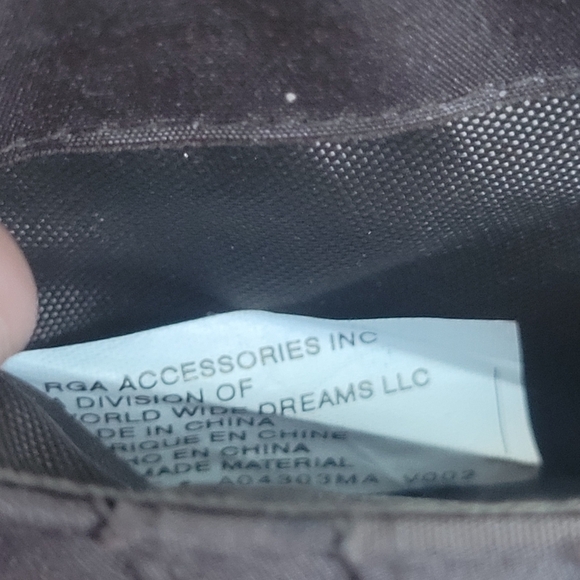 RGA ACCESSORIES INC
A DIVISION OF
WORLD WIDE DREAMS LLC
DE IN CHINA
RIQUE EN CHINE
HO EN CHINA
MADE MATERIAL
A04303MA V002